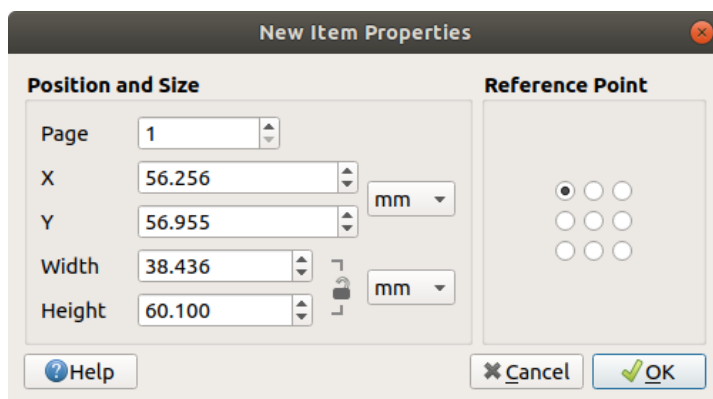 New Item Properties
Position and Size
Reference Point
Page 1
X 56.256
mm
Y 56.955
Width 38.436
mm
Height 60.100
Help
Cancel
OK